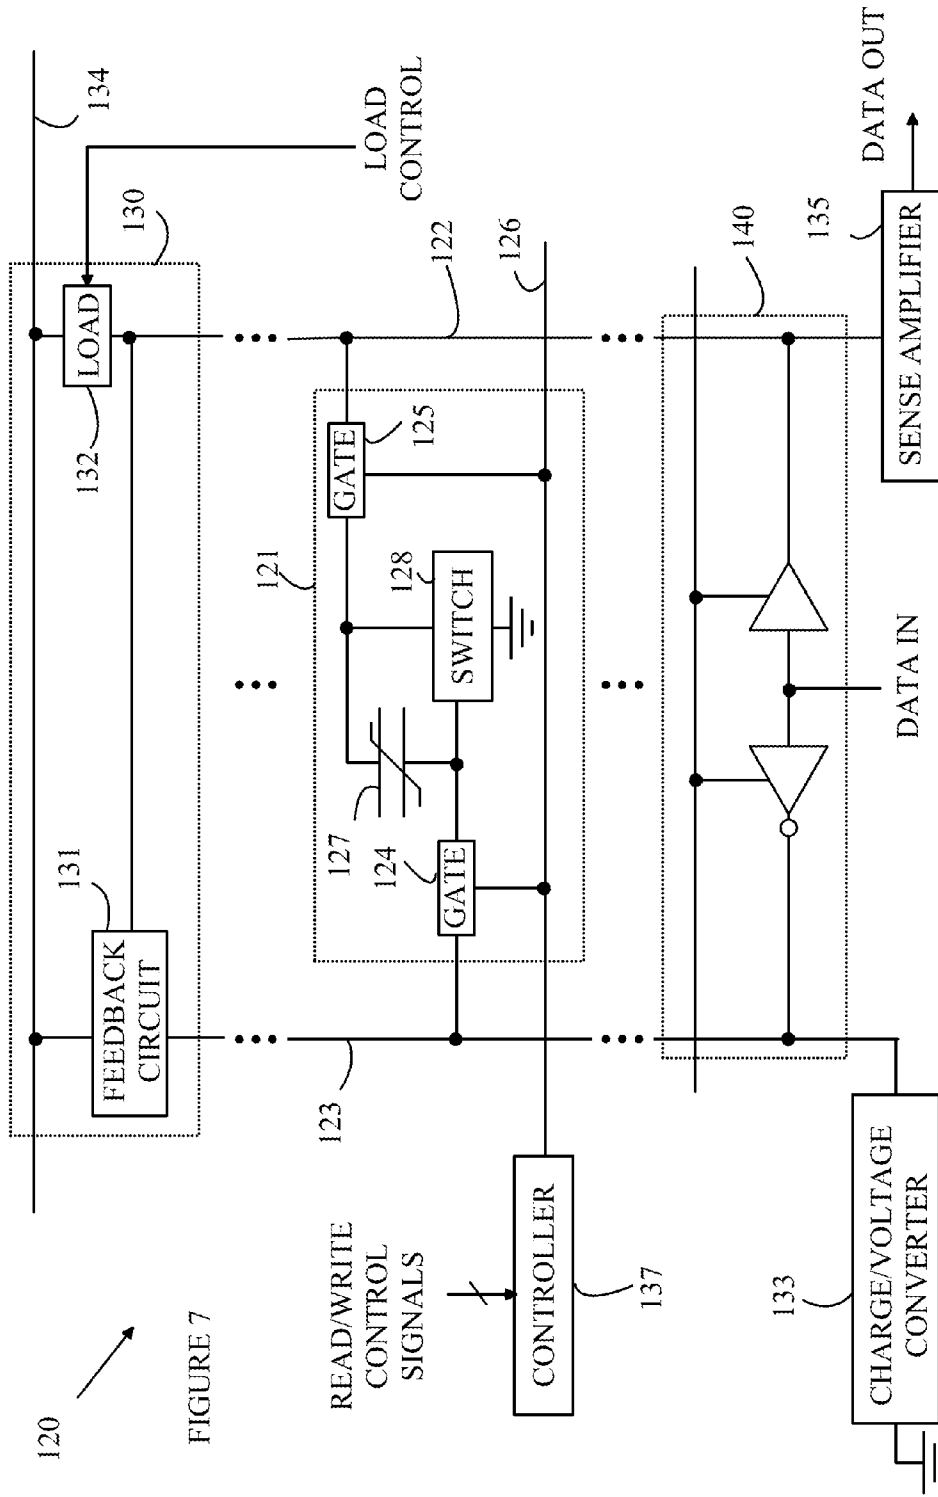 134
130
LOAD
132
LOAD
CONTROL
131
FEEDBACK
CIRCUIT
122
126
121
GATE
125
128
SWITCH
127
124
GATE
123
140
DATA IN
135
SENSE AMPLIFIER
DATA OUT
READ/WRITE
CONTROL
SIGNALS
CONTROLLER
137
133
CHARGE/VOLTAGE
CONVERTER
120
FIGURE 7